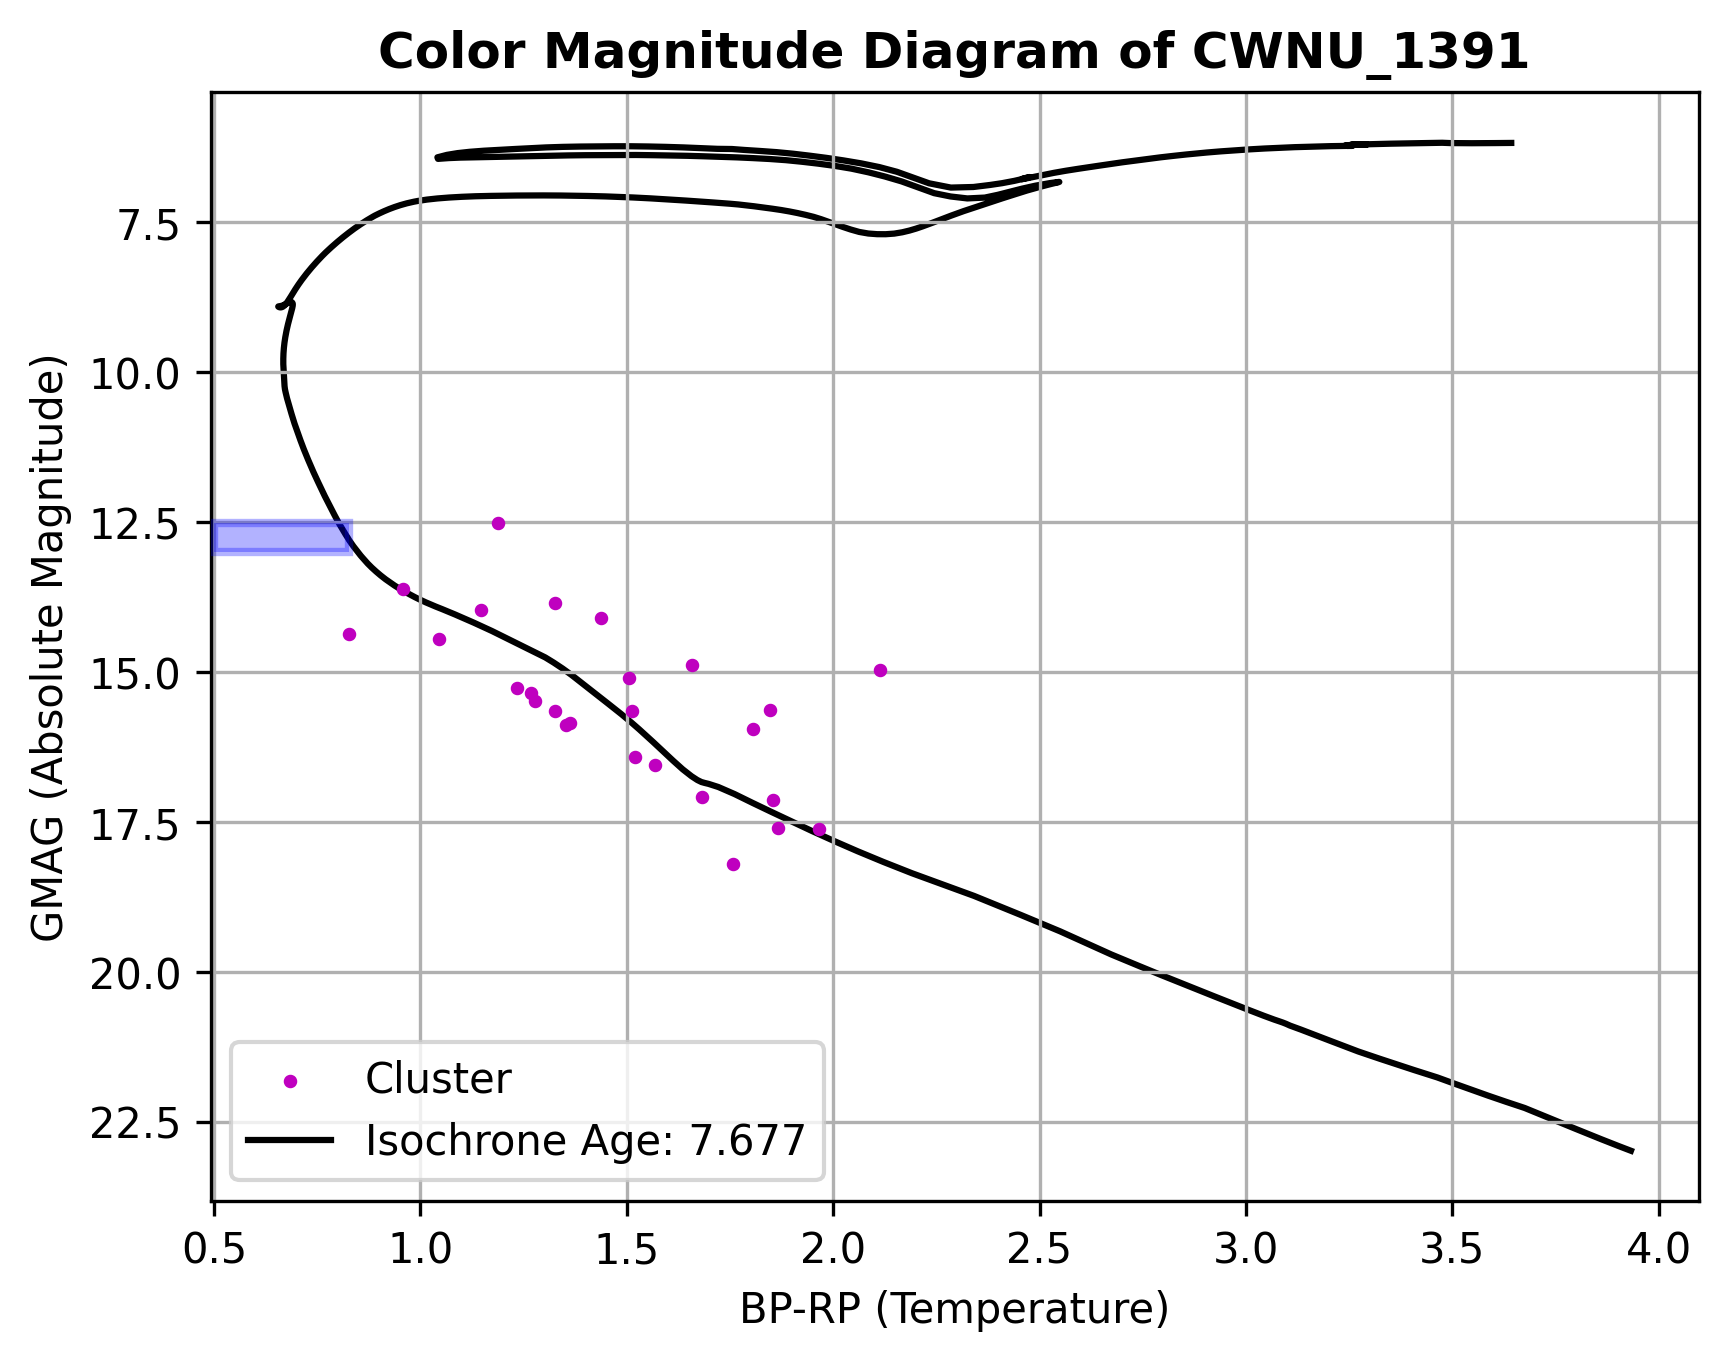 Color Magnitude Diagram of CWNU_1391
GMAG (Absolute Magnitude)
7.5
10.0
12.5
15.0
17.5
20.0
22.5
Cluster
Isochrone Age: 7.677
0.5 1.0 1.5 2.0 2.5 3.0 3.5 4.0
BP-RP (Temperature)